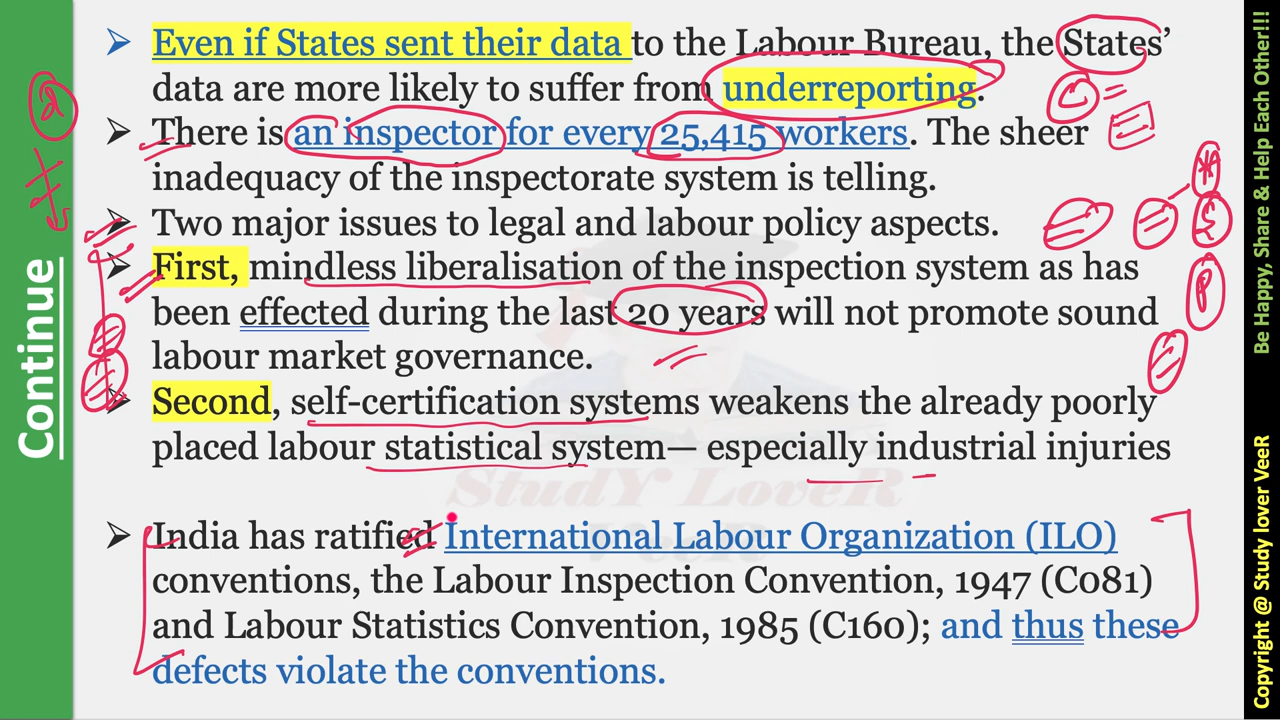 Continue
➢ Even if States sent their data to the Labour Bureau, the States’
data are more likely to suffer from underreporting.
➢ There is an inspector for every 25,415 workers. The sheer
inadequacy of the inspectorate system is telling.
➢ Two major issues to legal and labour policy aspects.
➢ First, mindless liberalisation of the inspection system as has
been effected during the last 20 years will not promote sound
labour market governance.
➢ Second, self-certification systems weakens the already poorly
placed labour statistical system— especially industrial injuries
➢ India has ratified International Labour Organization (ILO)
conventions, the Labour Inspection Convention, 1947 (C081)
and Labour Statistics Convention, 1985 (C160); and thus these
defects violate the conventions.
StudY LoveR
VeeR
2
C
P
Be Happy, Share & Help Each Other!!!
Copyright @ Study lover VeeR